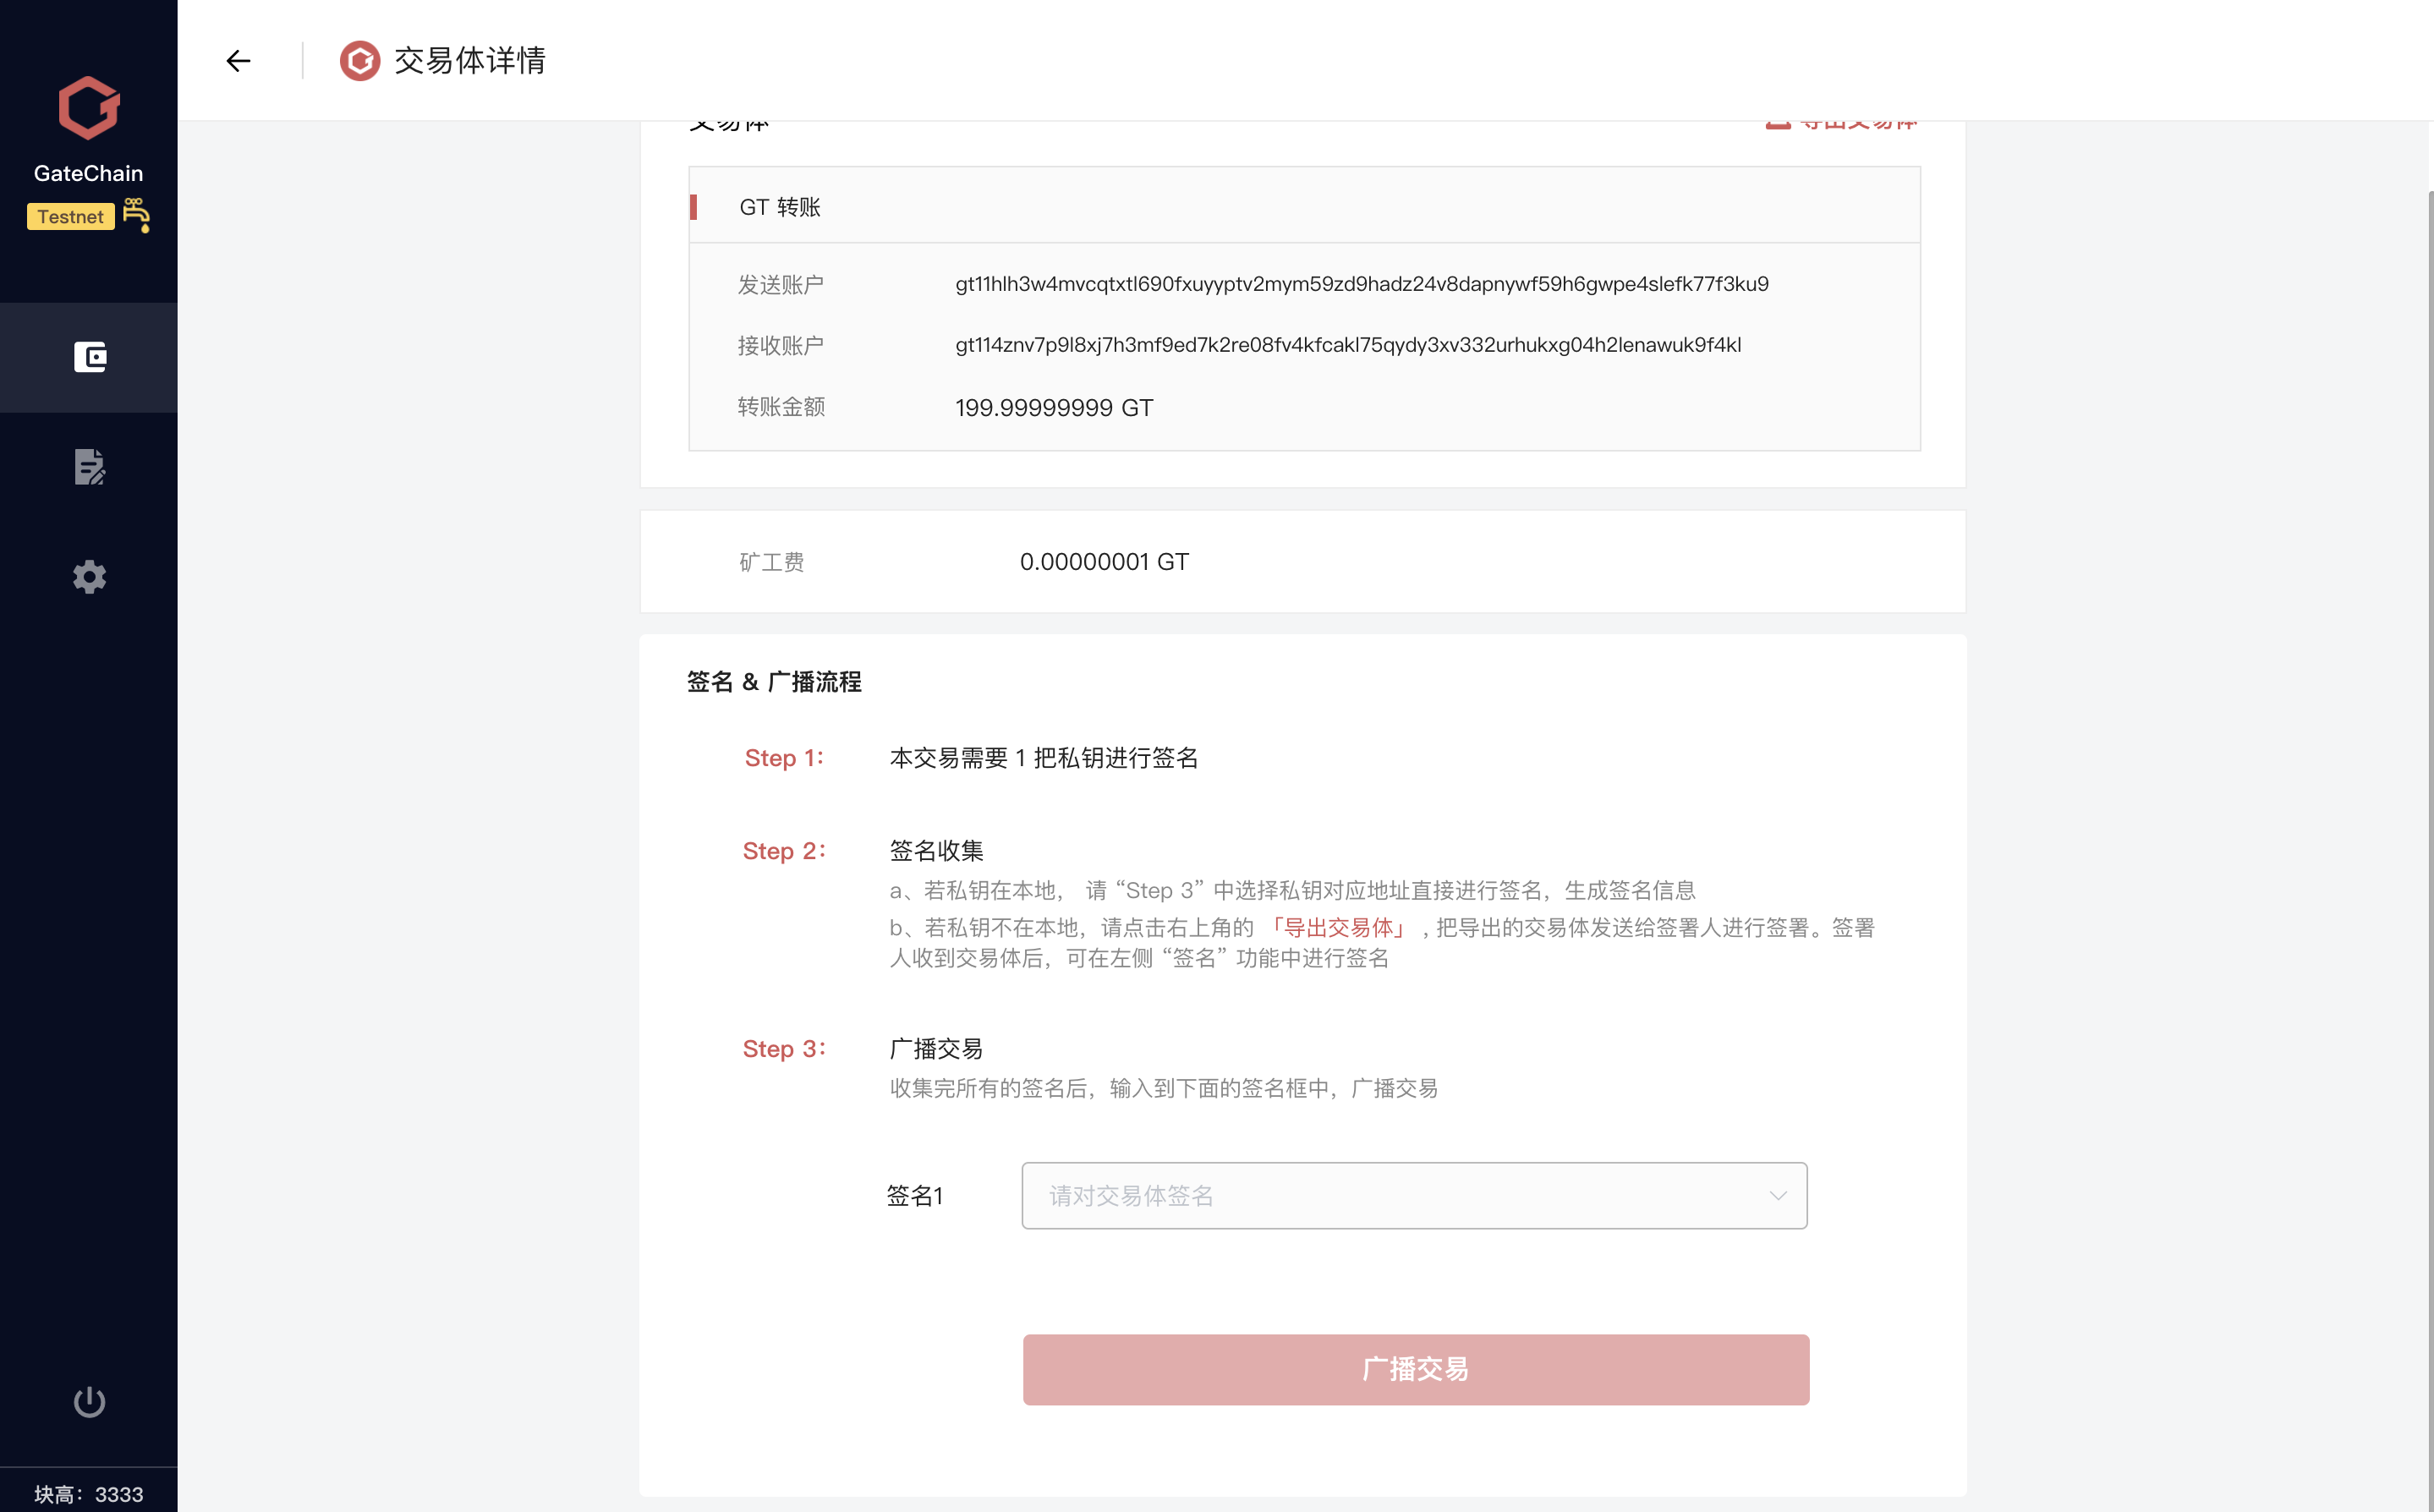 交易体详情
GateChain
Testnet
交易体
导出交易体
GT 转账
发送账户 gt11hlh3w4mvcqtxtl690fxuyyptv2mym59zd9hadz24v8dapnywf59h6gwpe4slefk77f3ku9
接收账户 gt114znv7p9l8xj7h3mf9ed7k2re08fv4kfcakl75qydy3xv332urhukxg04h2lenawuk9f4kl
转账金额 199.99999999 GT
矿工费 0.00000001 GT
签名 & 广播流程
Step 1: 本交易需要 1 把私钥进行签名
Step 2: 签名收集
a、若私钥在本地， 请 “Step 3” 中选择私钥对应地址直接进行签名，生成签名信息
b、若私钥不在本地，请点击右上角的 「导出交易体」 , 把导出的交易体发送给签署人进行签署。签署
人收到交易体后，可在左侧 “签名” 功能中进行签名
Step 3: 广播交易
收集完所有的签名后，输入到下面的签名框中，广播交易
签名1 请对交易体签名
广播交易
块高：3333